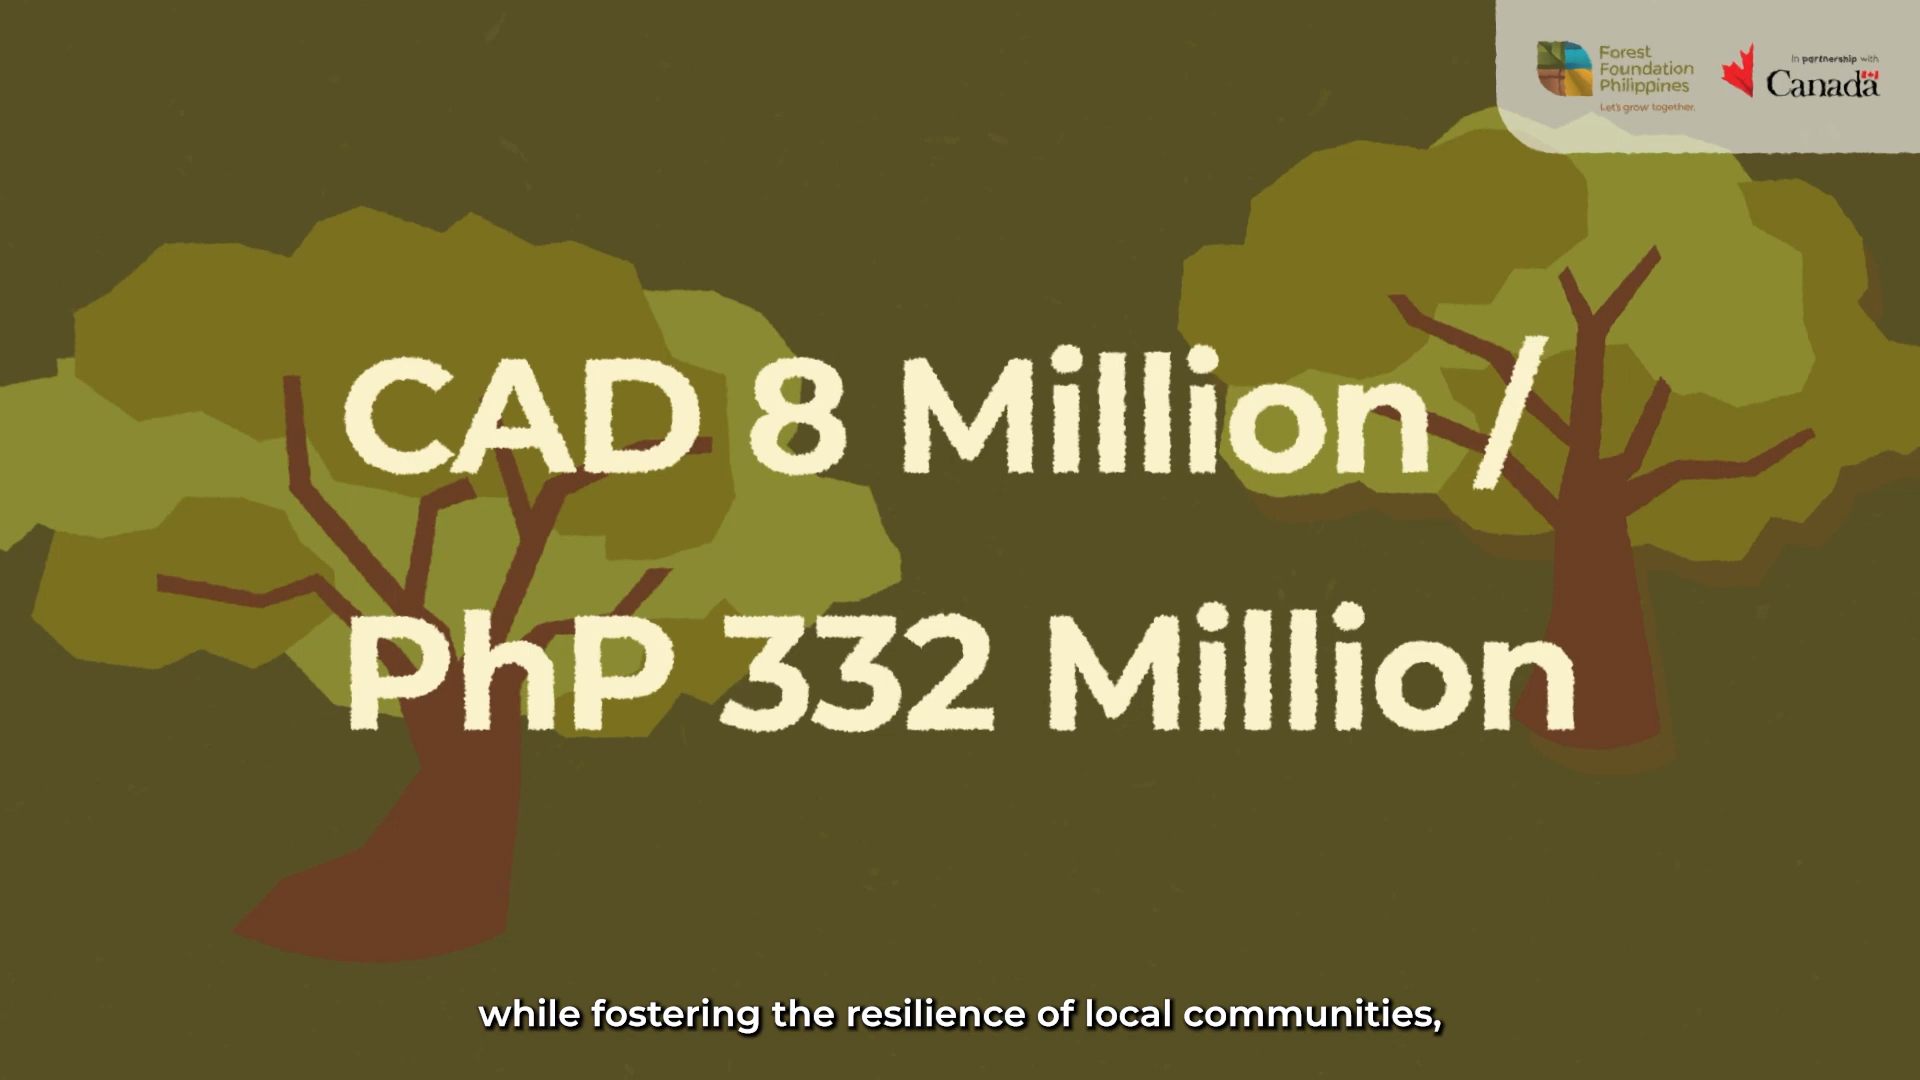 Forest
Foundation
Philippines
Let's grow together.
In partnership with
Canada
CAD 8 Million /
PhP 332 Million
while fostering the resilience of local communities,